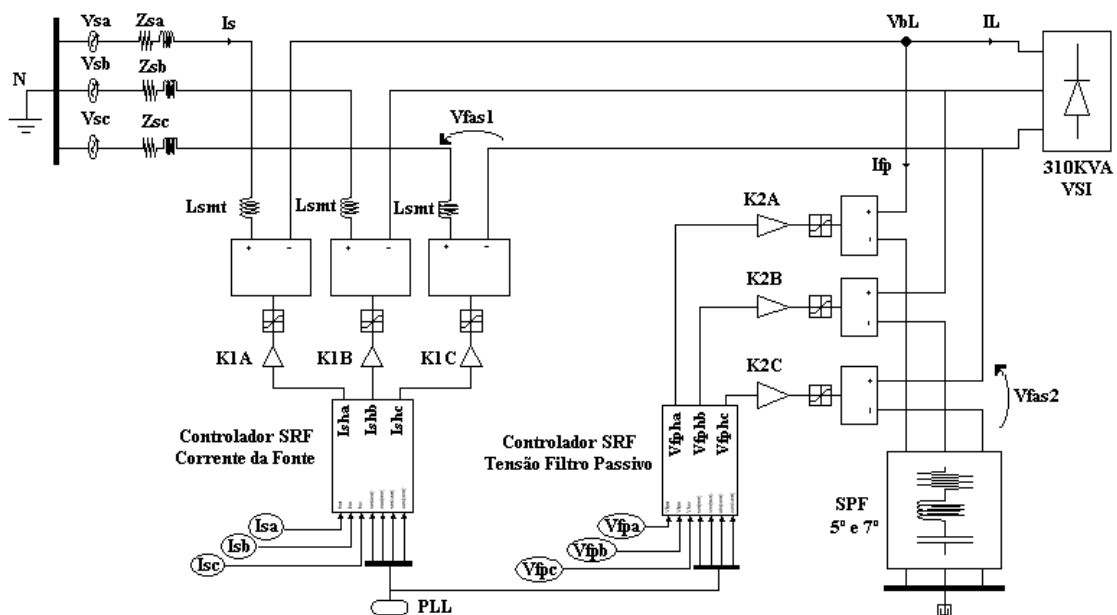 Vsa Zsa Is VbL IL
N Vsb Zsb
Vsc Zsc Vfas1
310KVA
VSI
Ifp
Lsmt Lsmt Lsmt
K2A
+ - + - + -
+
-
K2B
+
-
K1A K1B K1C
K2C
+
-
Vfas2
Isha Ishb Ishc
Vfpha Vfphb Vfphc
Controlador SRF
Corrente da Fonte
Controlador SRF
Tensão Filtro Passivo
SPF
5º e 7º
Isa
Isb
Isc
Vfpa
Vfpb
Vfpc
PLL